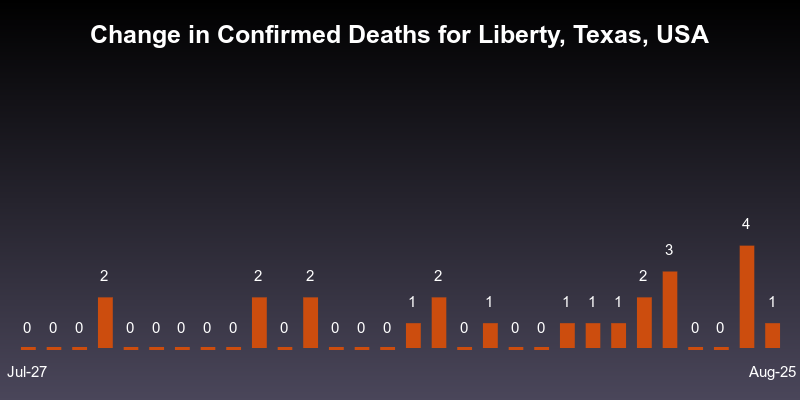 Change in Confirmed Deaths for Liberty, Texas, USA
4
3
2 2 2 2 2
1 1 1 1 1 1
0 0 0 0 0 0 0 0 0 0 0 0 0 0 0 0 0
Jul-27 Aug-25